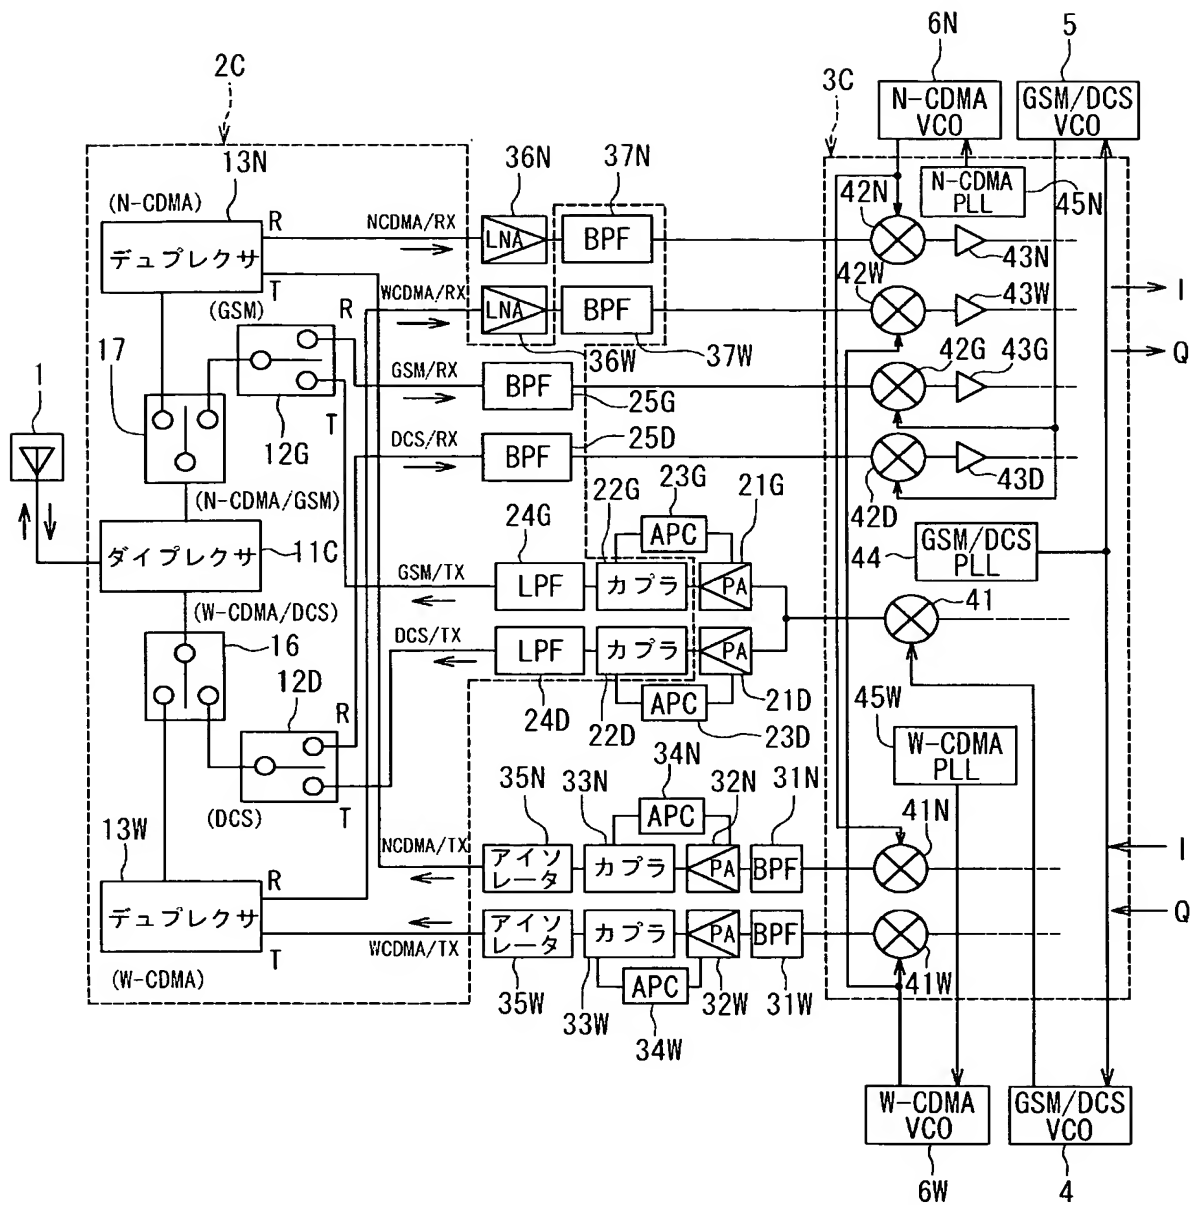 6N
5
2C
3C
N-CDMA
VCO
GSM/DCS
VCO
13N
36N
37N
N-CDMA
PLL
45N
(N-CDMA)
R
NCDMA/RX
LNA
BPF
42N
43N
デュプレクサ
T
WCDMA/RX
LNA
BPF
42W
43W
I
(GSM)
R
36W
37W
42G
43G
Q
17
GSM/RX
BPF
25G
1
12G
T
DCS/RX
BPF
25D
42D
43D
(N-CDMA/GSM)
24G
22G
23G
APC
21G
44
GSM/DCS
PLL
ダイプレクサ
11C
GSM/TX
LPF
カプラ
PA
41
(W-CDMA/DCS)
16
DCS/TX
LPF
カプラ
PA
12D
R
24D
22D
APC
23D
21D
45W
W-CDMA
PLL
(DCS)
T
35N
33N
34N
APC
32N
31N
41N
13W
NCDMA/TX
アイソ
レータ
カプラ
PA
BPF
I
R
デュプレクサ
T
WCDMA/TX
アイソ
レータ
カプラ
PA
BPF
Q
41W
(W-CDMA)
35W
33W
APC
34W
32W
31W
W-CDMA
VCO
GSM/DCS
VCO
6W
4